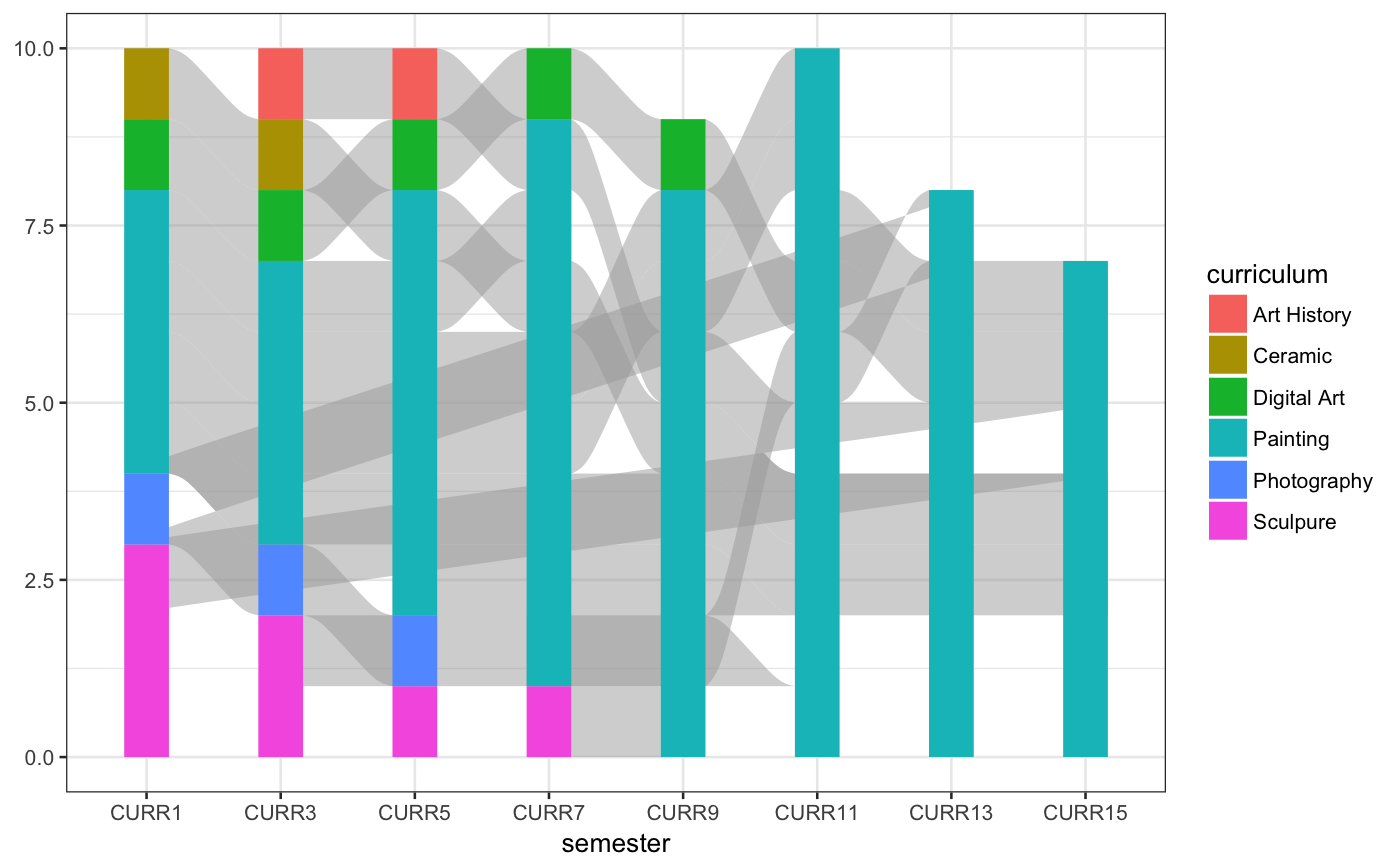 10.0
7.5
5.0
2.5
0.0
CURR1 CURR3 CURR5 CURR7 CURR9 CURR11 CURR13 CURR15
semester
curriculum
Art History
Ceramic
Digital Art
Painting
Photography
Sculpure